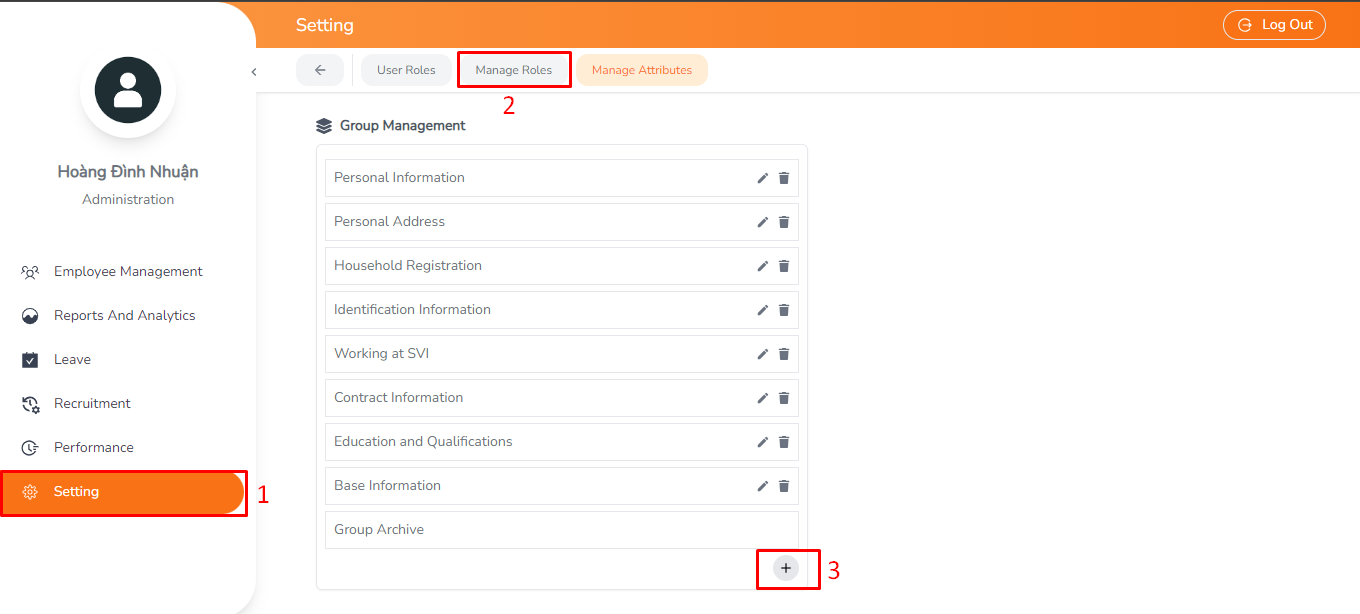 Setting
Log Out
User Roles
Manage Roles
Manage Attributes
2
Group Management
Hoàng Đình Nhuận
Administration
Employee Management
Reports And Analytics
Leave
Recruitment
Performance
Setting
1
Personal Information
Personal Address
Household Registration
Identification Information
Working at SVI
Contract Information
Education and Qualifications
Base Information
Group Archive
3